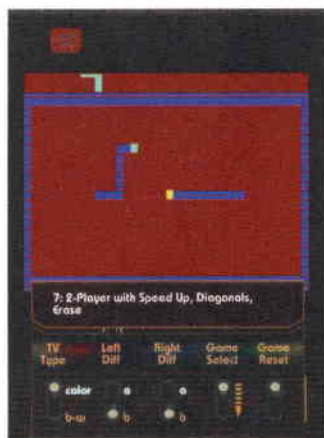 7: 2-Player with Speed Up, Diagonals,
Erase
TV Left Right Game Game
Type Diff Diff Select Reset
color a a
b-w b b